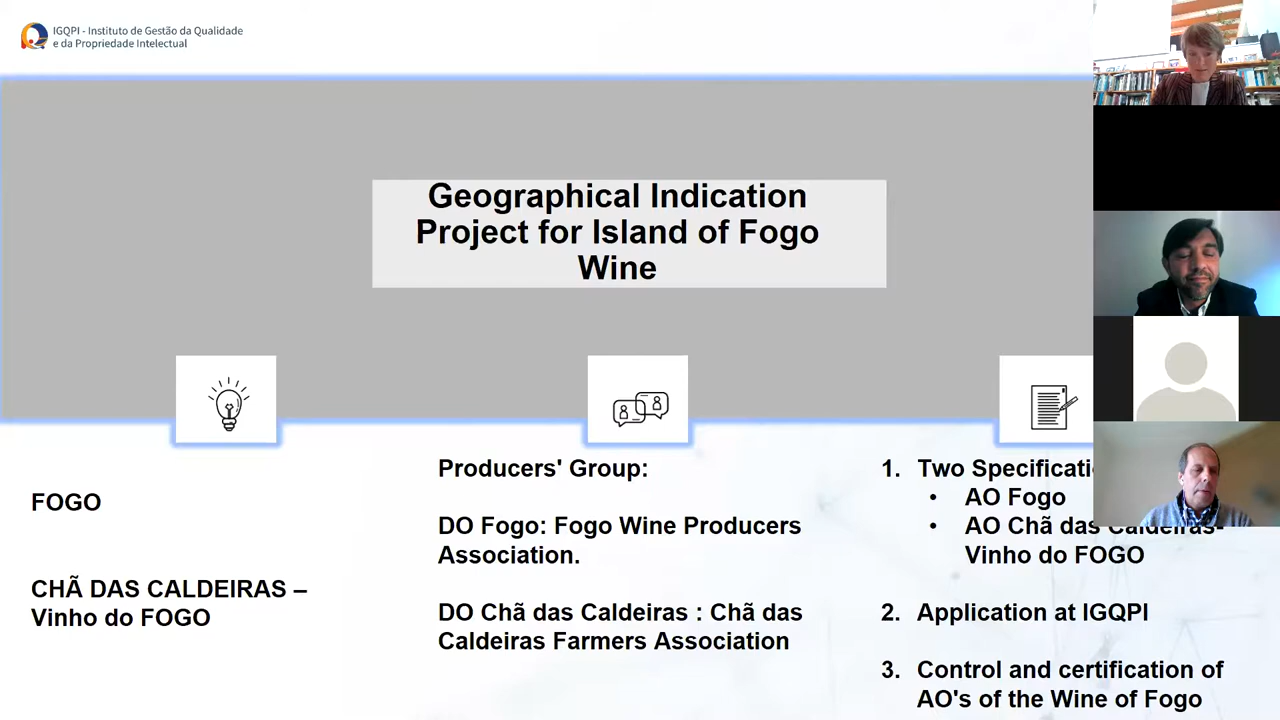 IGQPI - Instituto de Gestão da Qualidade
e da Propriedade Intelectual
Geographical Indication
Project for Island of Fogo
Wine
FOGO
CHÃ DAS CALDEIRAS –
Vinho do FOGO
Producers' Group:
DO Fogo: Fogo Wine Producers
Association.
DO Chã das Caldeiras : Chã das
Caldeiras Farmers Association
1. Two
• AO Fogo
• AO Chã das Caldeiras-
Vinho do FOGO
2. Application at IGQPI
3. Control and certification of
AO's of the Wine of Fogo